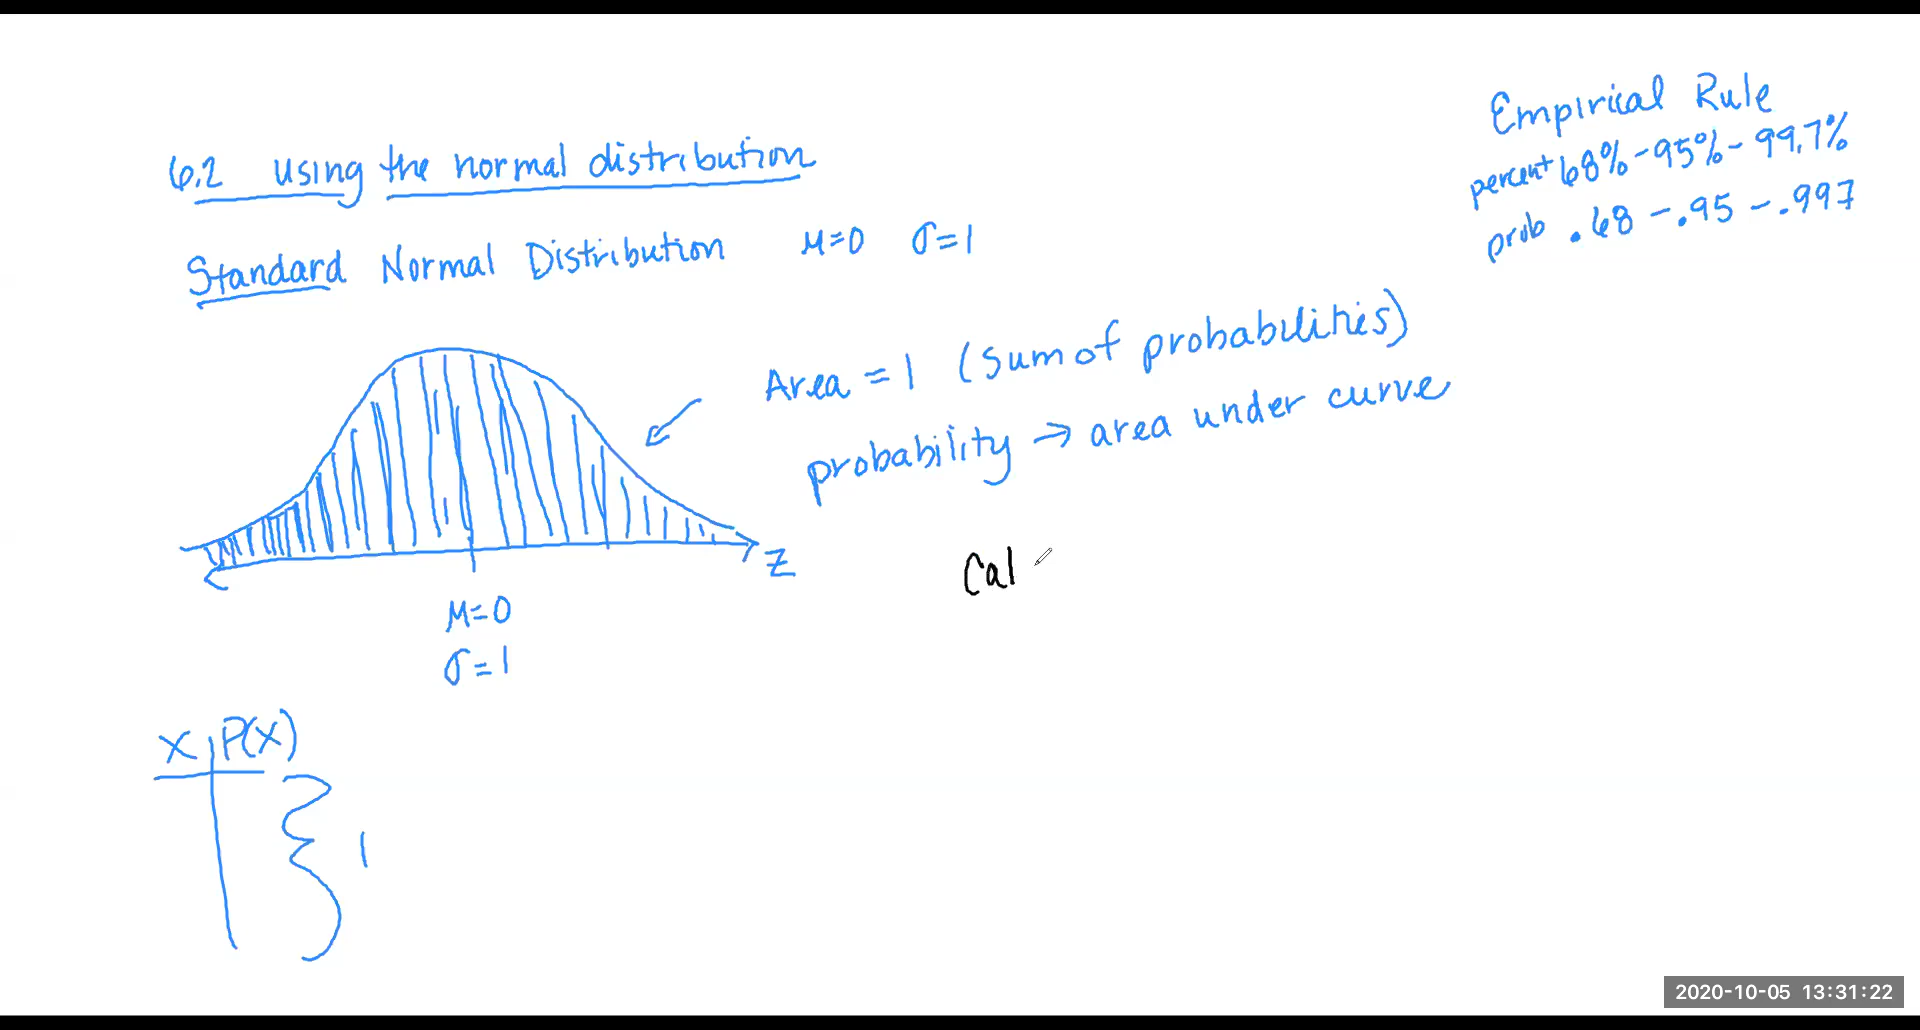 Empirical Rule
percent 68% - 95% - 99.7%
prob .68 - .95 - .997
6.2 Using the normal distribution
Standard Normal Distribution μ=0 σ=1
Area = 1 (sum of probabilities)
probability → area under curve
Z
Cal
μ=0
σ=1
X P(X)
1
2020-10-05 13:31:22